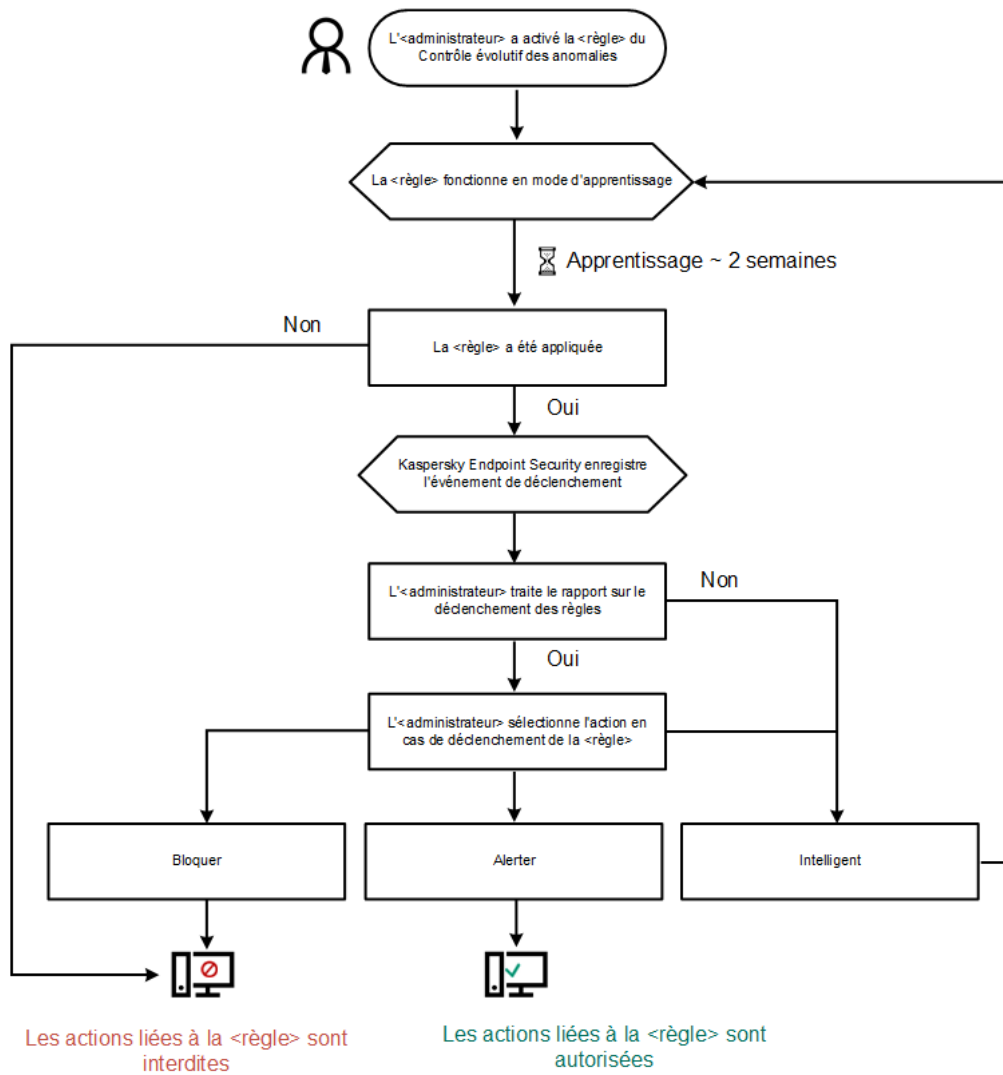 L'<administrateur> a activé la <règle> du
Contrôle évolutif des anomalies
La <règle> fonctionne en mode d'apprentissage
Apprentissage ~ 2 semaines
Non
La <règle> a été appliquée
Oui
Kaspersky Endpoint Security enregistre
l'événement de déclenchement
L'<administrateur> traite le rapport sur le
déclenchement des règles
Non
Oui
L'<administrateur> sélectionne l'action en
cas de déclenchement de la <règle>
Bloquer
Alerter
Intelligent
Les actions liées à la <règle> sont
interdites
Les actions liées à la <règle> sont
autorisées